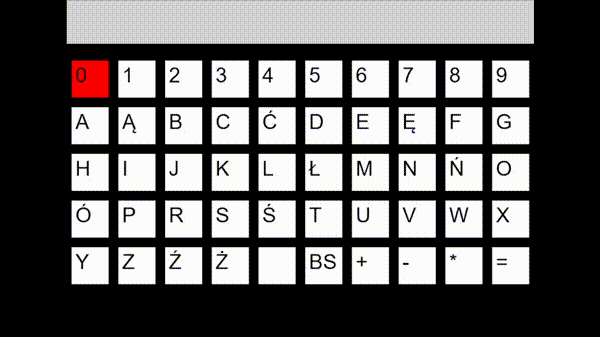 0 1 2 3 4 5 6 7 8 9
A Ą B C Ć D E Ę F G
H I J K L Ł M N Ń O
Ó P R S Ś T U V W X
Y Z Ź Ż BS + - * =